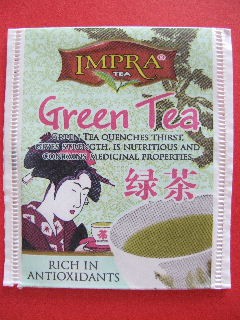 IMPRA®
TEA
Green Tea
GREEN TEA QUENCHES THIRST,
GIVES STRENGTH, IS NUTRITIOUS AND
CONTAINS MEDICINAL PROPERTIES.
绿茶
茶
RICH IN
ANTIOXIDANTS